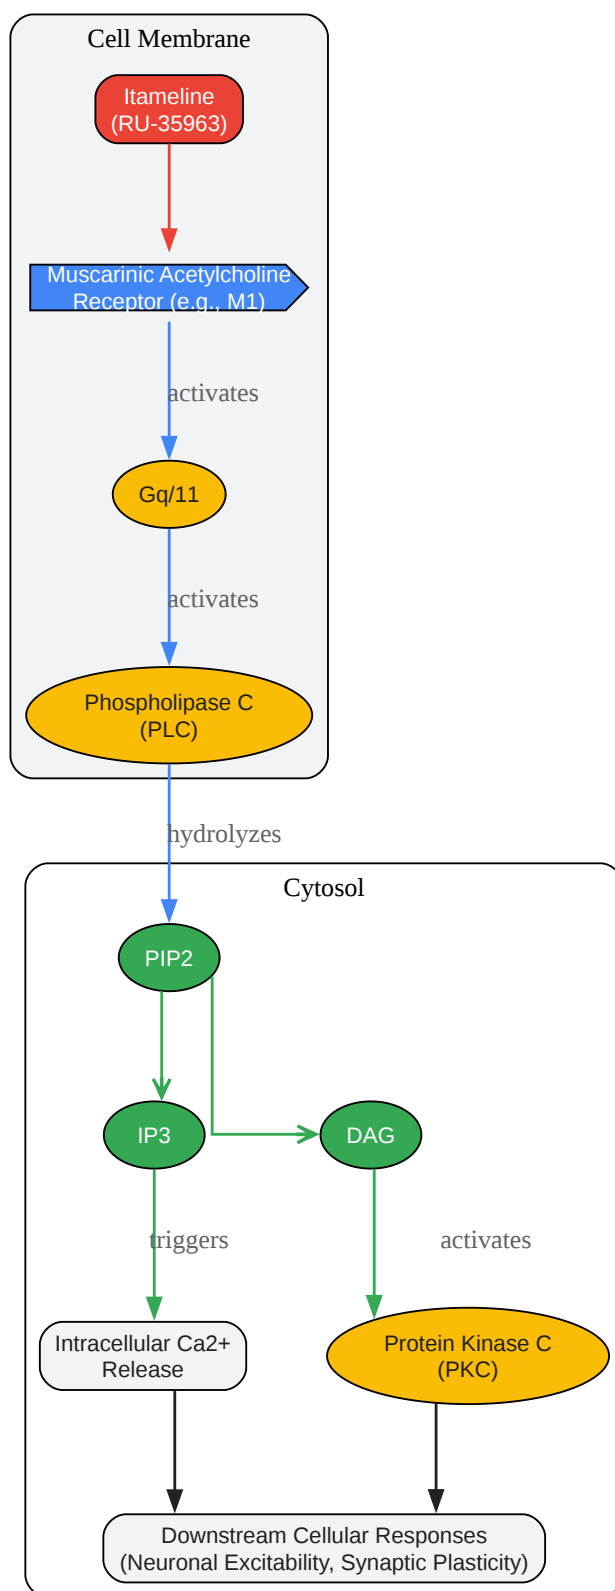 Cell Membrane
Itameline
(RU-35963)
Muscarinic Acetylcholine
Receptor (e.g., M1)
activates
Gq/11
activates
Phospholipase C
(PLC)
hydrolyzes
Cytosol
PIP2
IP3
DAG
triggers
activates
Intracellular Ca2+
Release
Protein Kinase C
(PKC)
Downstream Cellular Responses
(Neuronal Excitability, Synaptic Plasticity)